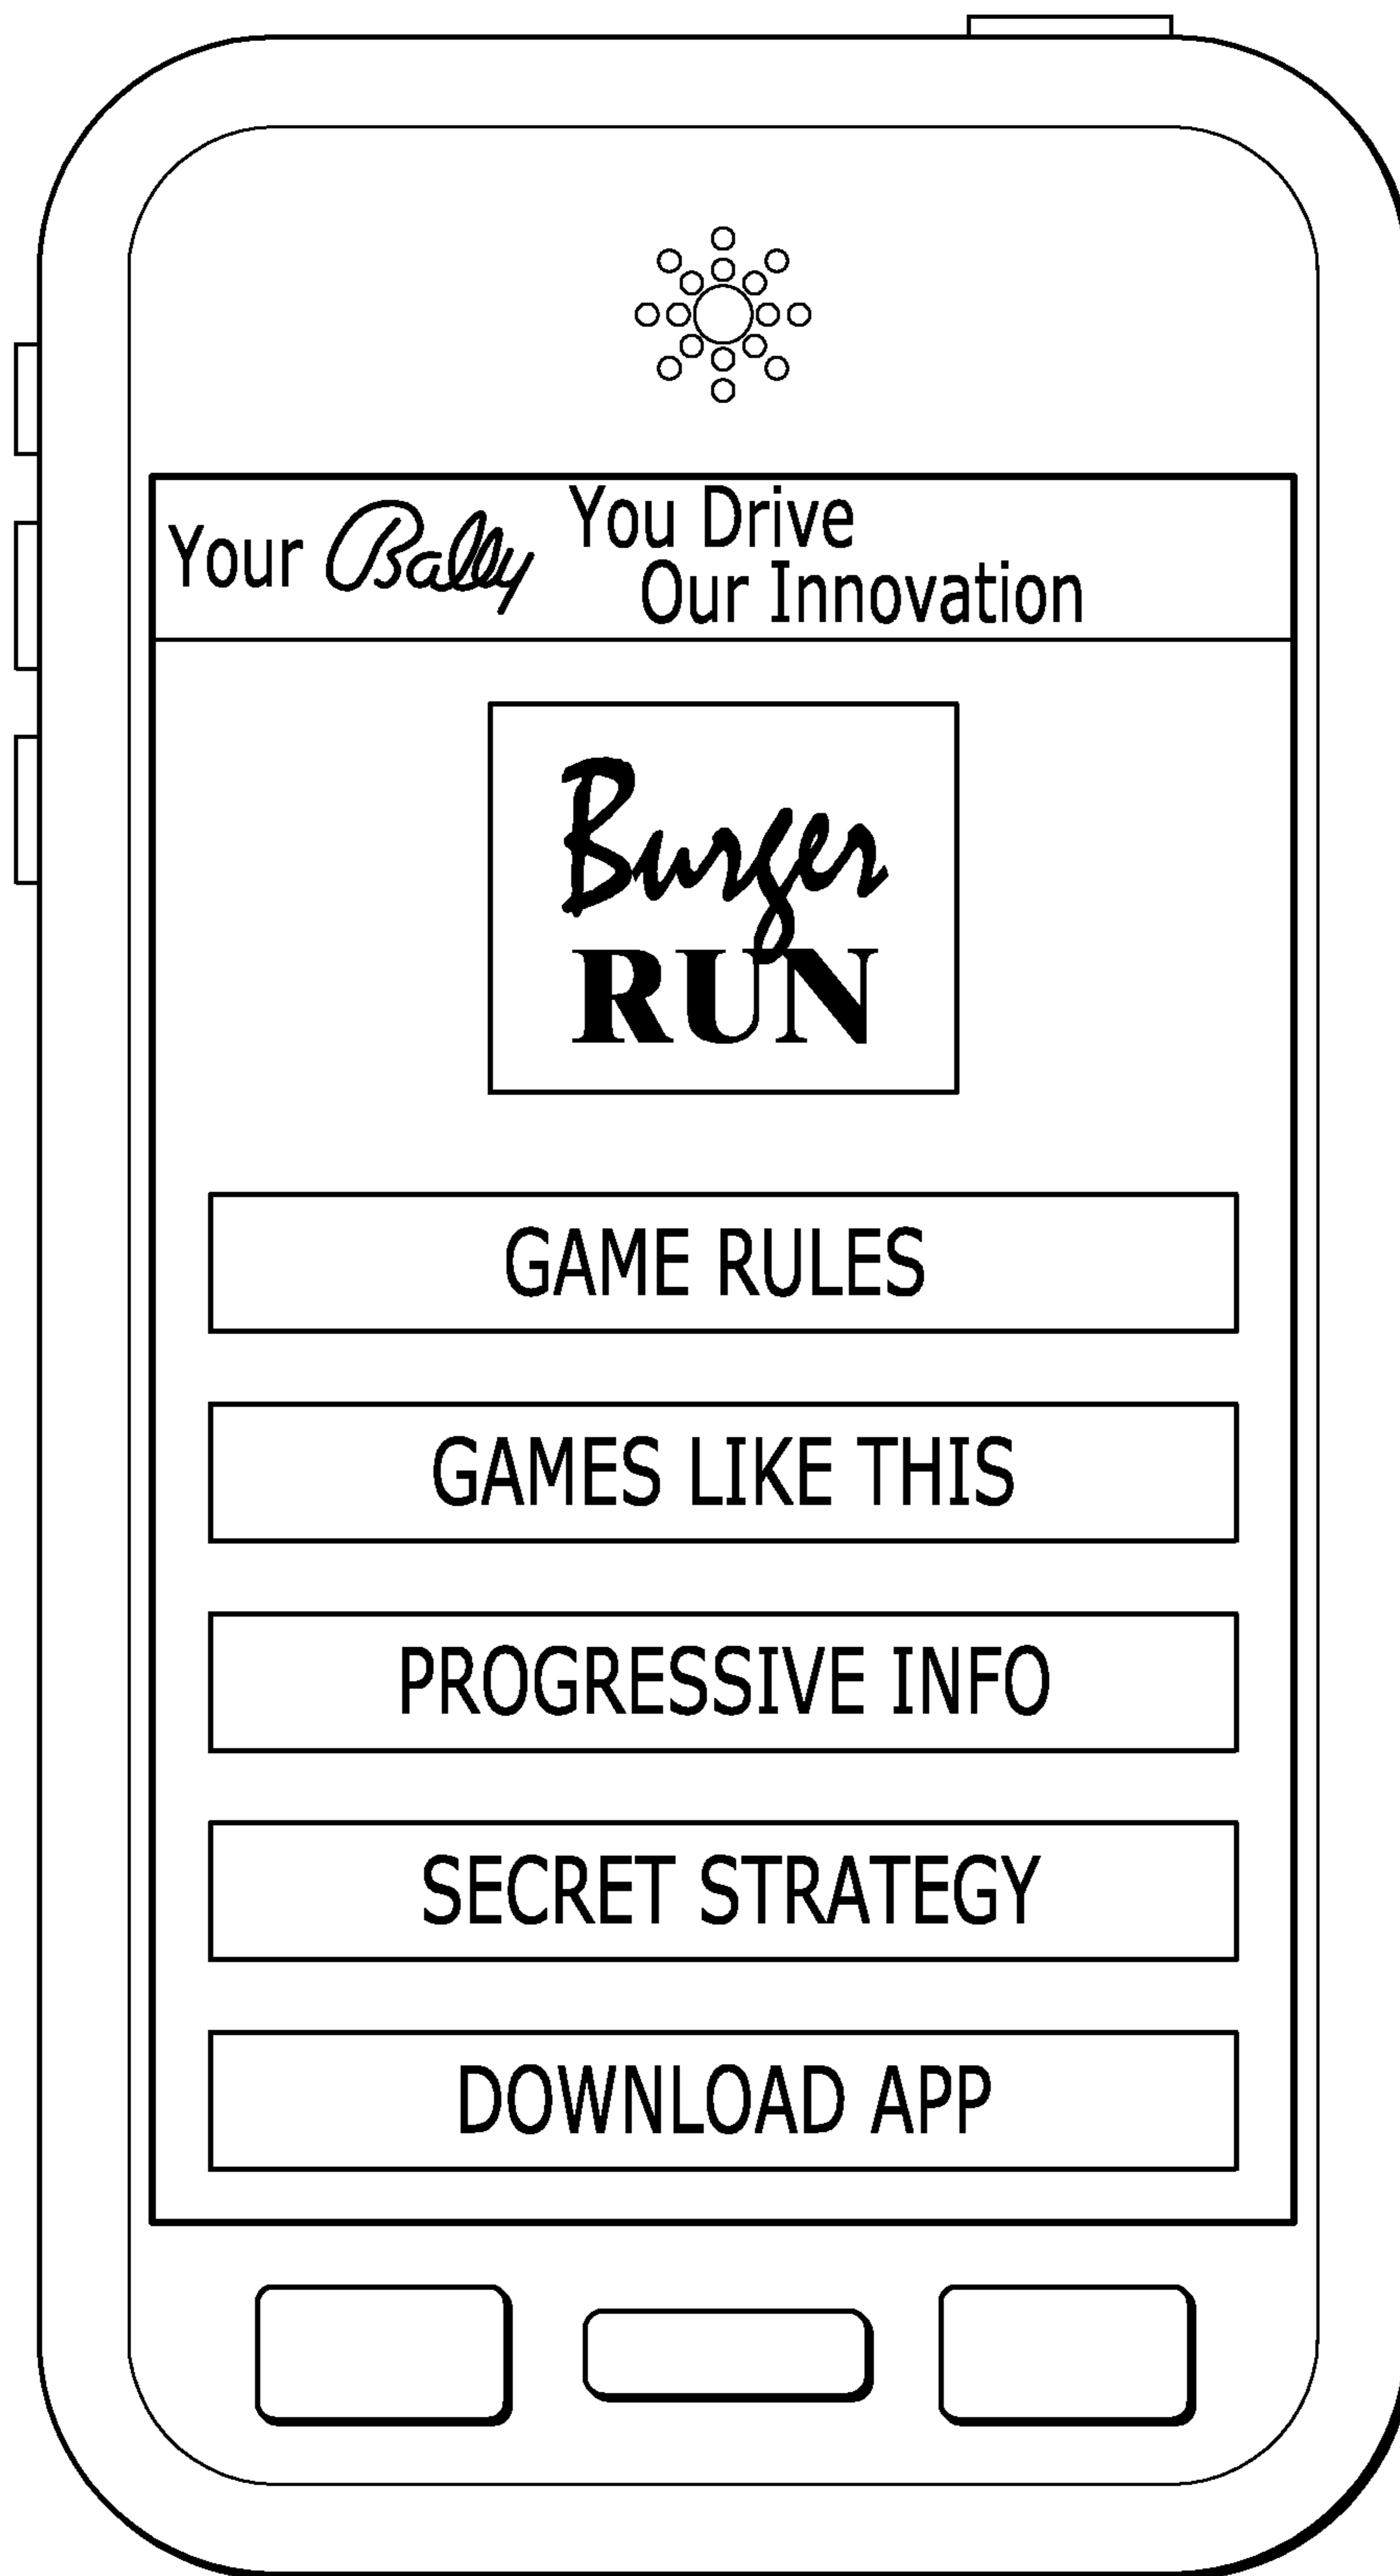 Your Bally
You Drive
Our Innovation
Burger
RUN
GAME RULES
GAMES LIKE THIS
PROGRESSIVE INFO
SECRET STRATEGY
DOWNLOAD APP